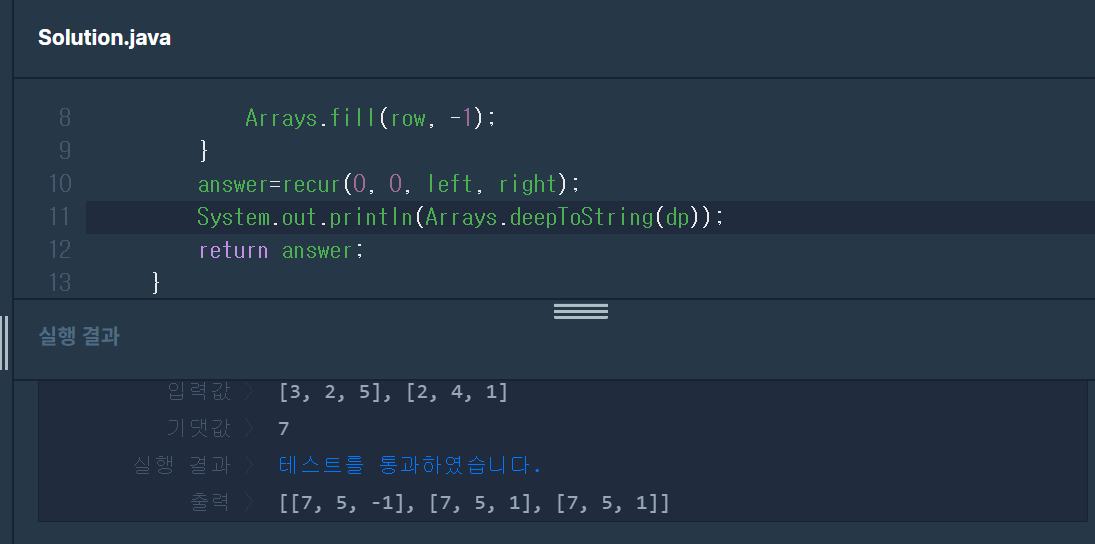 Solution.java
8 Arrays.fill(row, -1);
9 }
10 answer=recur(0, 0, left, right);
11 System.out.println(Arrays.deepToString(dp));
12 return answer;
13 }
실행 결과
입력값 〉 [3, 2, 5], [2, 4, 1]
기댓값 〉 7
실행 결과 〉 테스트를 통과하였습니다.
출력 〉 [[7, 5, -1], [7, 5, 1], [7, 5, 1]]